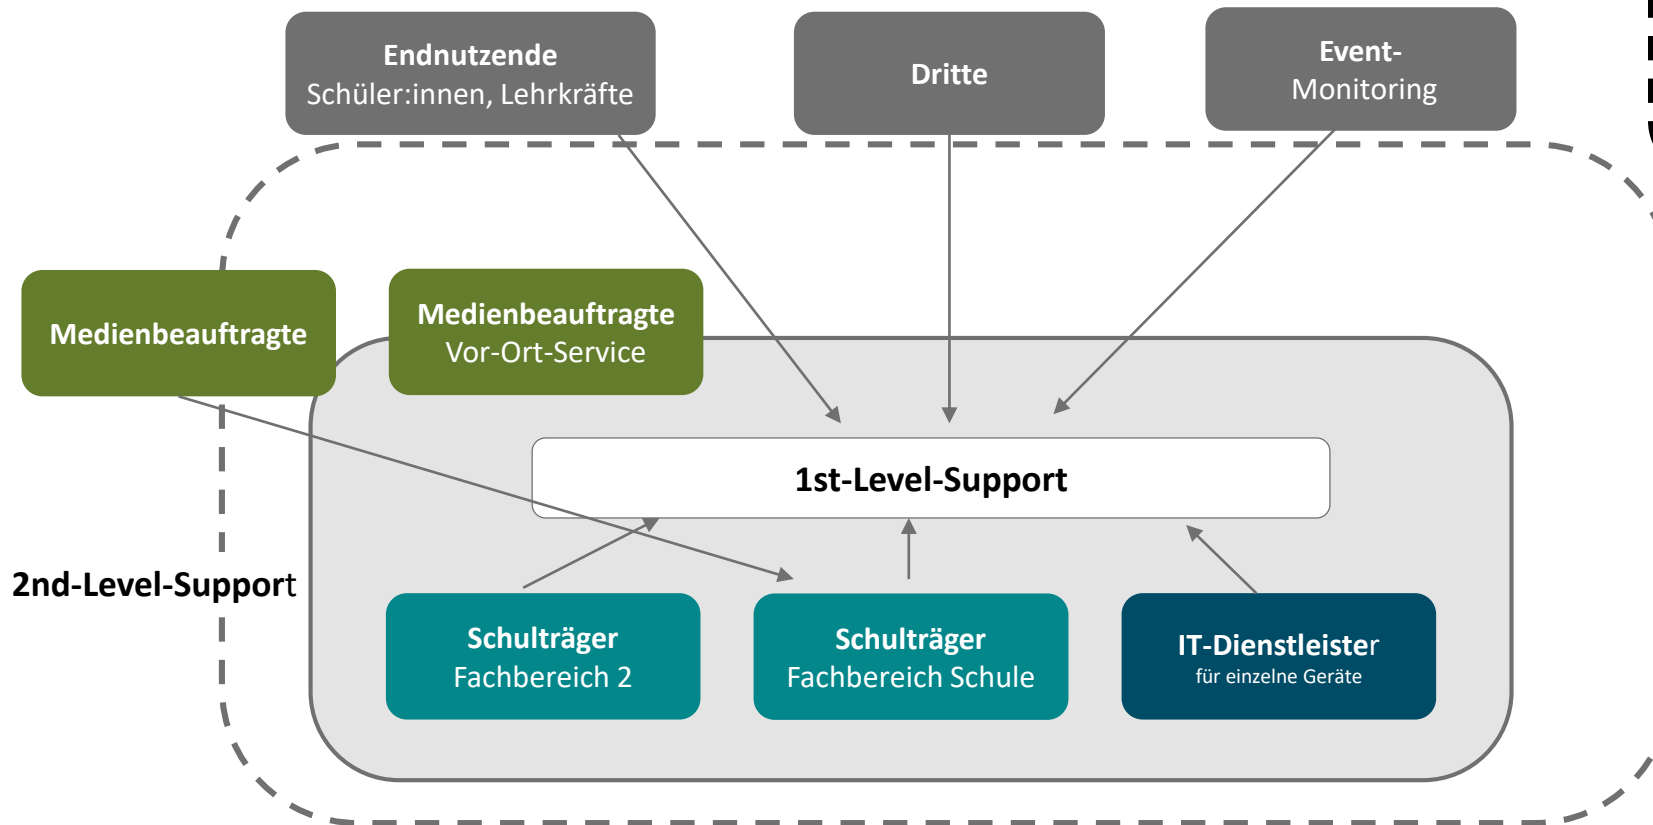 Endnutzende
Schüler:innen, Lehrkräfte
Dritte
Event-
Monitoring
Medienbeauftragte
Medienbeauftragte
Vor-Ort-Service
1st-Level-Support
2nd-Level-Support
Schulträger
Fachbereich 2
Schulträger
Fachbereich Schule
IT-Dienstleister
für einzelne Geräte